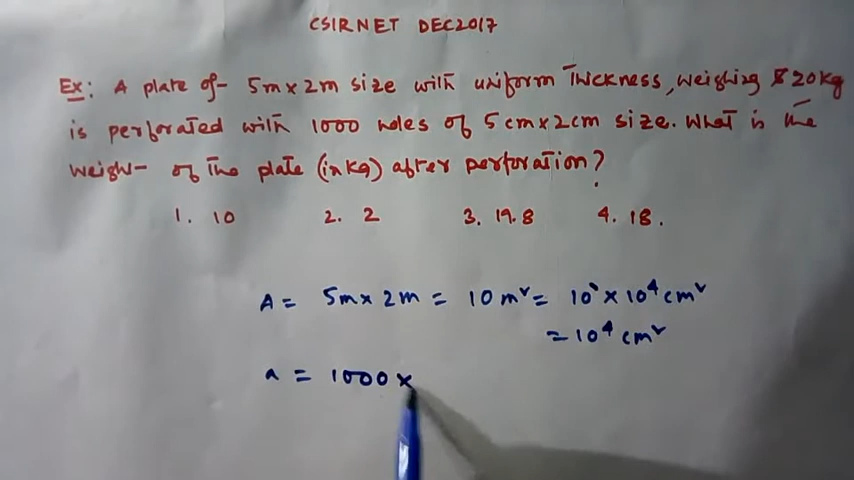 CSIRNET DEC2017
Ex: A plate of 5m x 2m size with uniform Thickness, weighing 20kg
is perforated with 1000 holes of 5cm x 2cm size. What is the
weigh of the plate (in kg) after perforation?
1. 10 2. 2 3. 19.8 4. 18.
A = 5m x 2m = 10 m² = 10 x 10⁴ cm²
= 10⁴ cm²
a = 1000 x